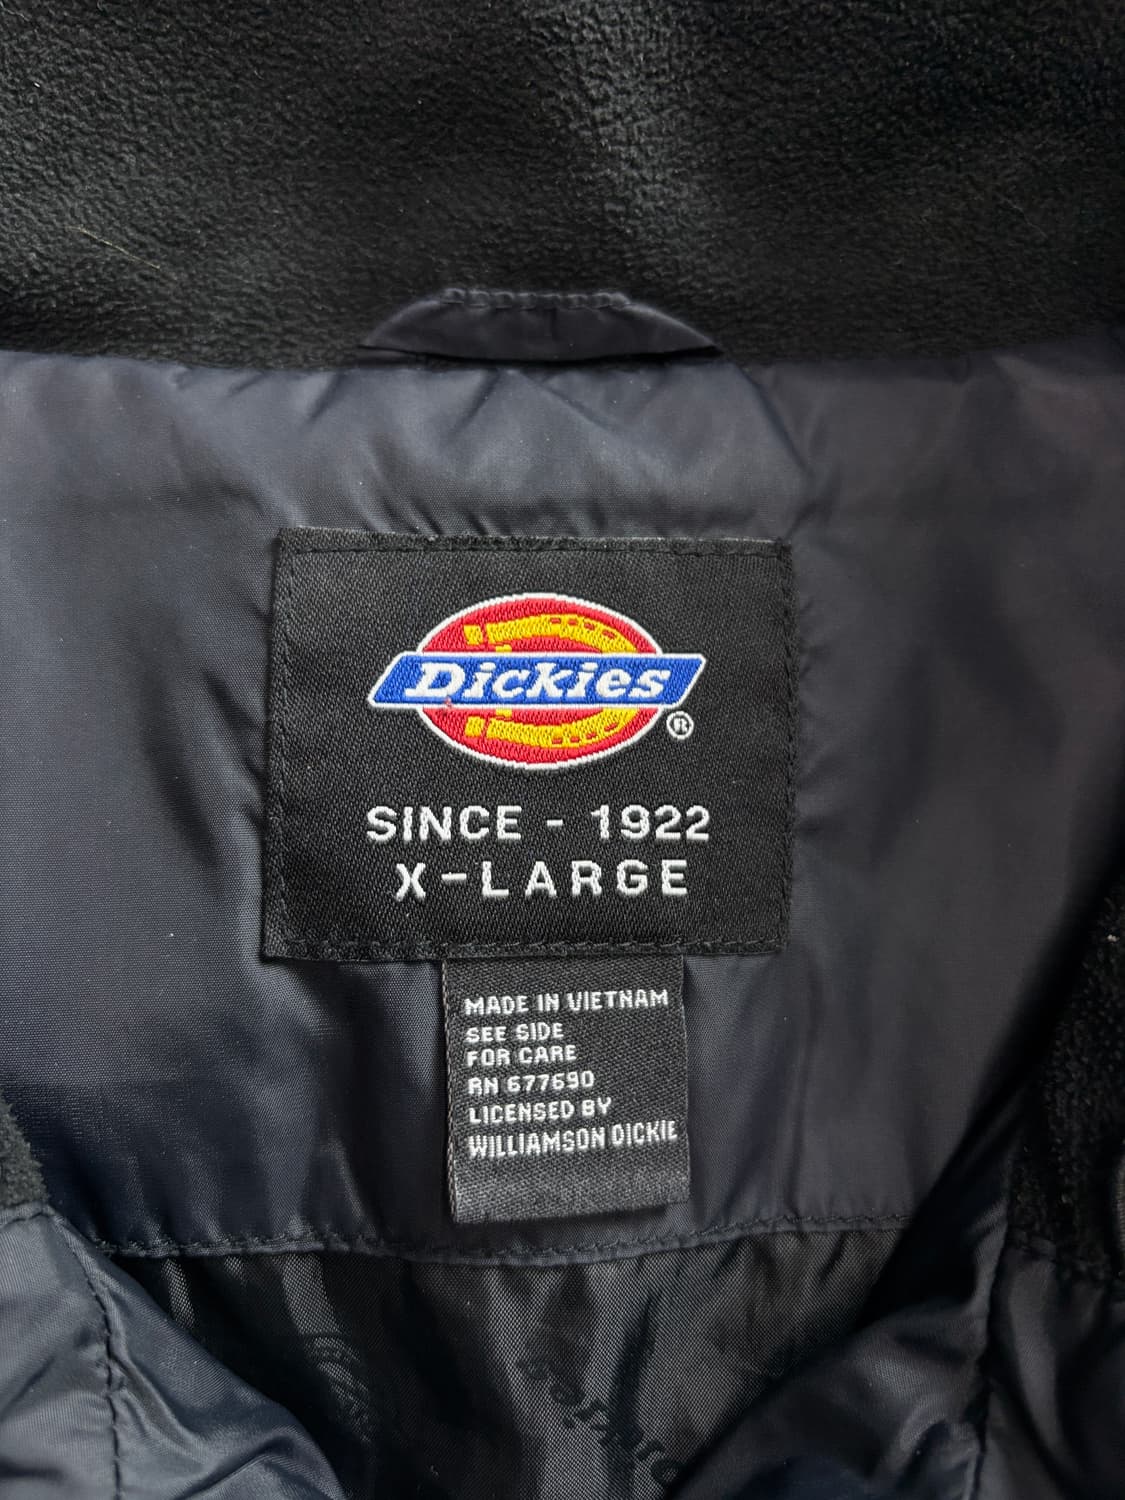 Dickies
®
SINCE - 1922
X-LARGE
MADE IN VIETNAM
SEE SIDE
FOR CARE
RN 677690
LICENSED BY
WILLIAMSON DICKIE